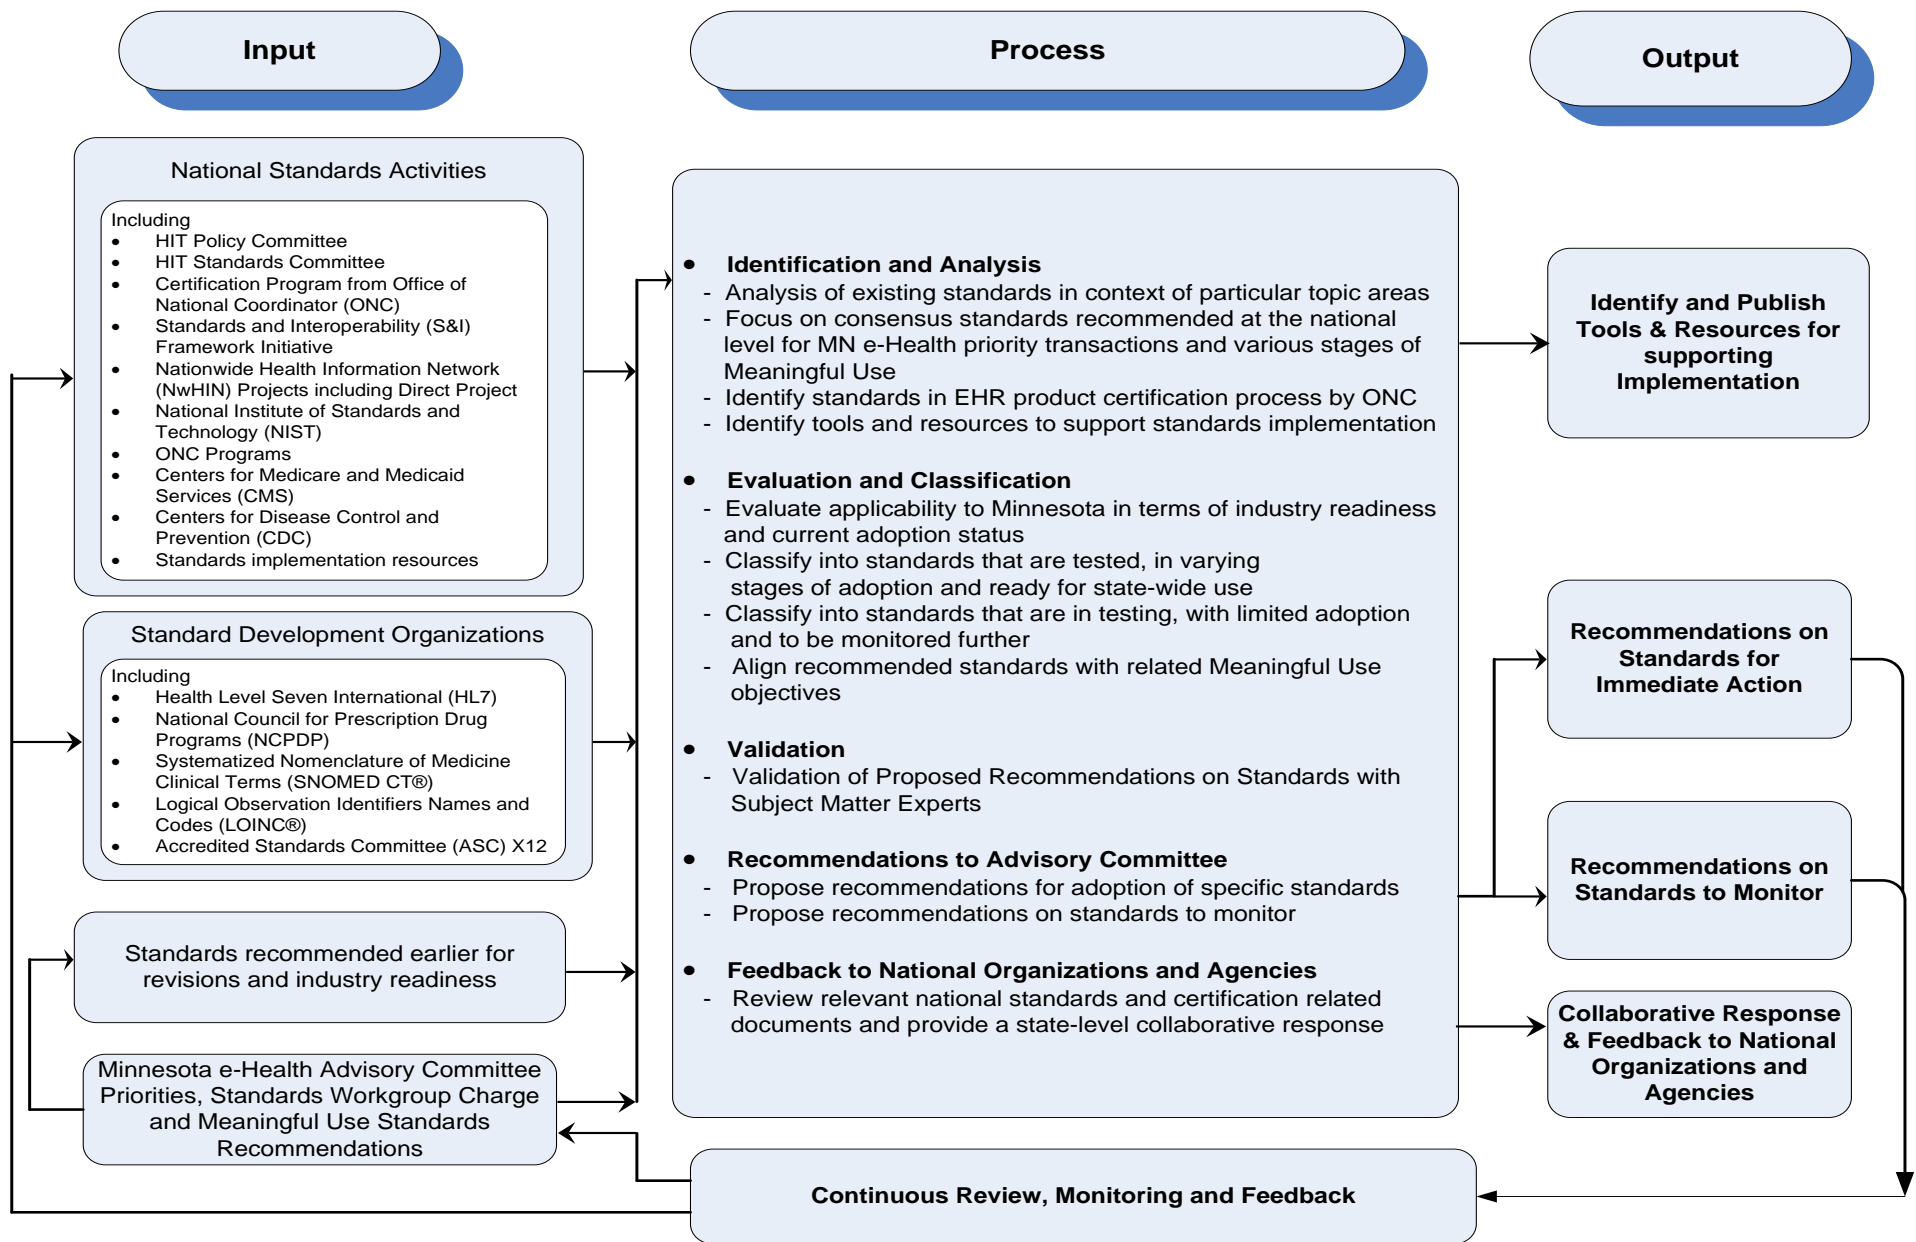 Input
Process
Output
National Standards Activities
Including
• HIT Policy Committee
• HIT Standards Committee
• Certification Program from Office of
National Coordinator (ONC)
• Standards and Interoperability (S&I)
Framework Initiative
• Nationwide Health Information Network
(NwHIN) Projects including Direct Project
• National Institute of Standards and
Technology (NIST)
• ONC Programs
• Centers for Medicare and Medicaid
Services (CMS)
• Centers for Disease Control and
Prevention (CDC)
• Standards implementation resources
Standard Development Organizations
Including
• Health Level Seven International (HL7)
• National Council for Prescription Drug
Programs (NCPDP)
• Systematized Nomenclature of Medicine
Clinical Terms (SNOMED CT®)
• Logical Observation Identifiers Names and
Codes (LOINC®)
• Accredited Standards Committee (ASC) X12
Standards recommended earlier for
revisions and industry readiness
Minnesota e-Health Advisory Committee
Priorities, Standards Workgroup Charge
and Meaningful Use Standards
Recommendations
• Identification and Analysis
- Analysis of existing standards in context of particular topic areas
- Focus on consensus standards recommended at the national
level for MN e-Health priority transactions and various stages of
Meaningful Use
- Identify standards in EHR product certification process by ONC
- Identify tools and resources to support standards implementation
• Evaluation and Classification
- Evaluate applicability to Minnesota in terms of industry readiness
and current adoption status
- Classify into standards that are tested, in varying
stages of adoption and ready for state-wide use
- Classify into standards that are in testing, with limited adoption
and to be monitored further
- Align recommended standards with related Meaningful Use
objectives
• Validation
- Validation of Proposed Recommendations on Standards with
Subject Matter Experts
• Recommendations to Advisory Committee
- Propose recommendations for adoption of specific standards
- Propose recommendations on standards to monitor
• Feedback to National Organizations and Agencies
- Review relevant national standards and certification related
documents and provide a state-level collaborative response
Identify and Publish
Tools & Resources for
supporting
Implementation
Recommendations on
Standards for
Immediate Action
Recommendations on
Standards to Monitor
Collaborative Response
& Feedback to National
Organizations and
Agencies
Continuous Review, Monitoring and Feedback